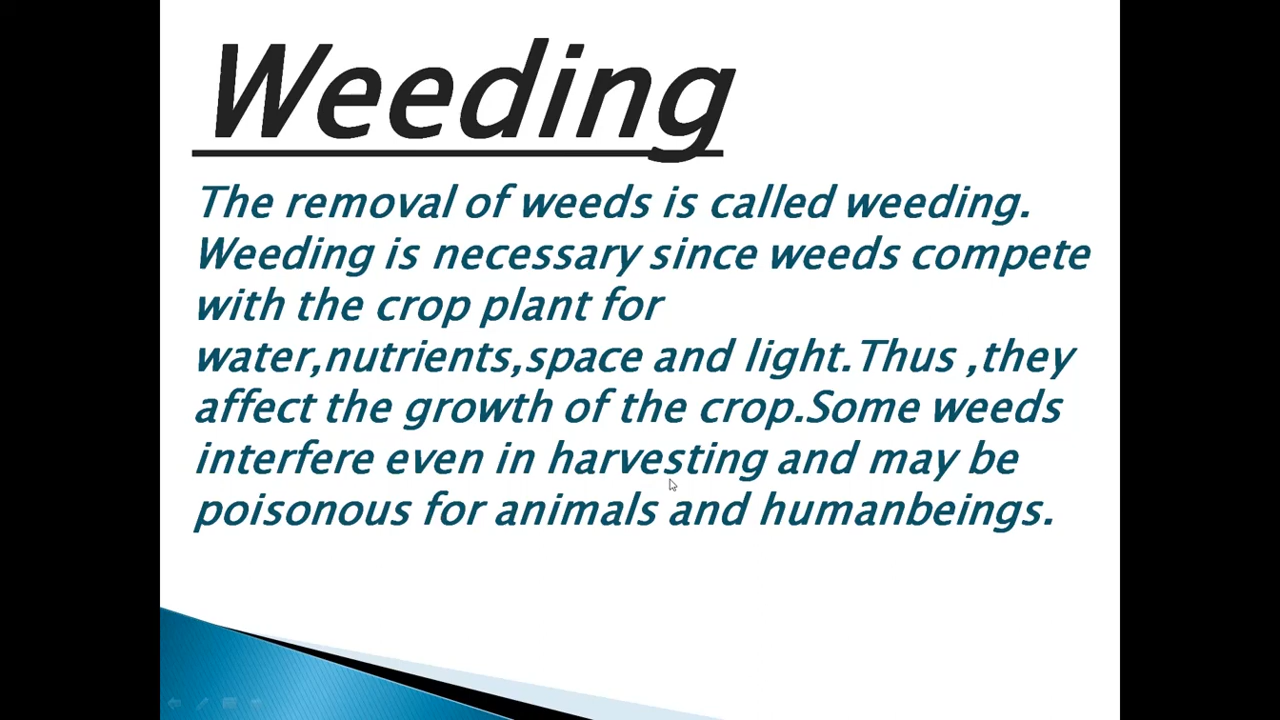 Weeding
The removal of weeds is called weeding.
Weeding is necessary since weeds compete
with the crop plant for
water,nutrients,space and light.Thus ,they
affect the growth of the crop.Some weeds
interfere even in harvesting and may be
poisonous for animals and humanbeings.